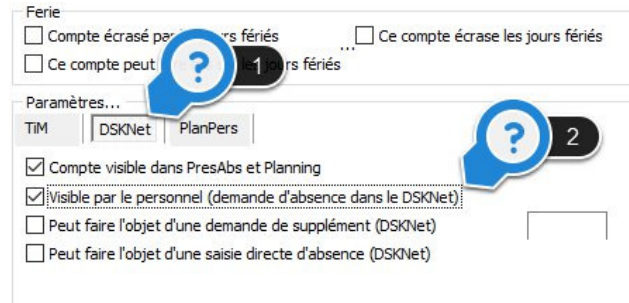 Ferie
Compte écrasé pa jours fériés
Ce compte écrase les jours fériés
...
Ce compte peut les jours fériés
? 1
Paramètres...
TiM DSKNet PlanPers
? 2
Compte visible dans PresAbs et Planning
Visible par le personnel (demande d'absence dans le DSKNet)
Peut faire l'objet d'une demande de supplément (DSKNet)
Peut faire l'objet d'une saisie directe d'absence (DSKNet)